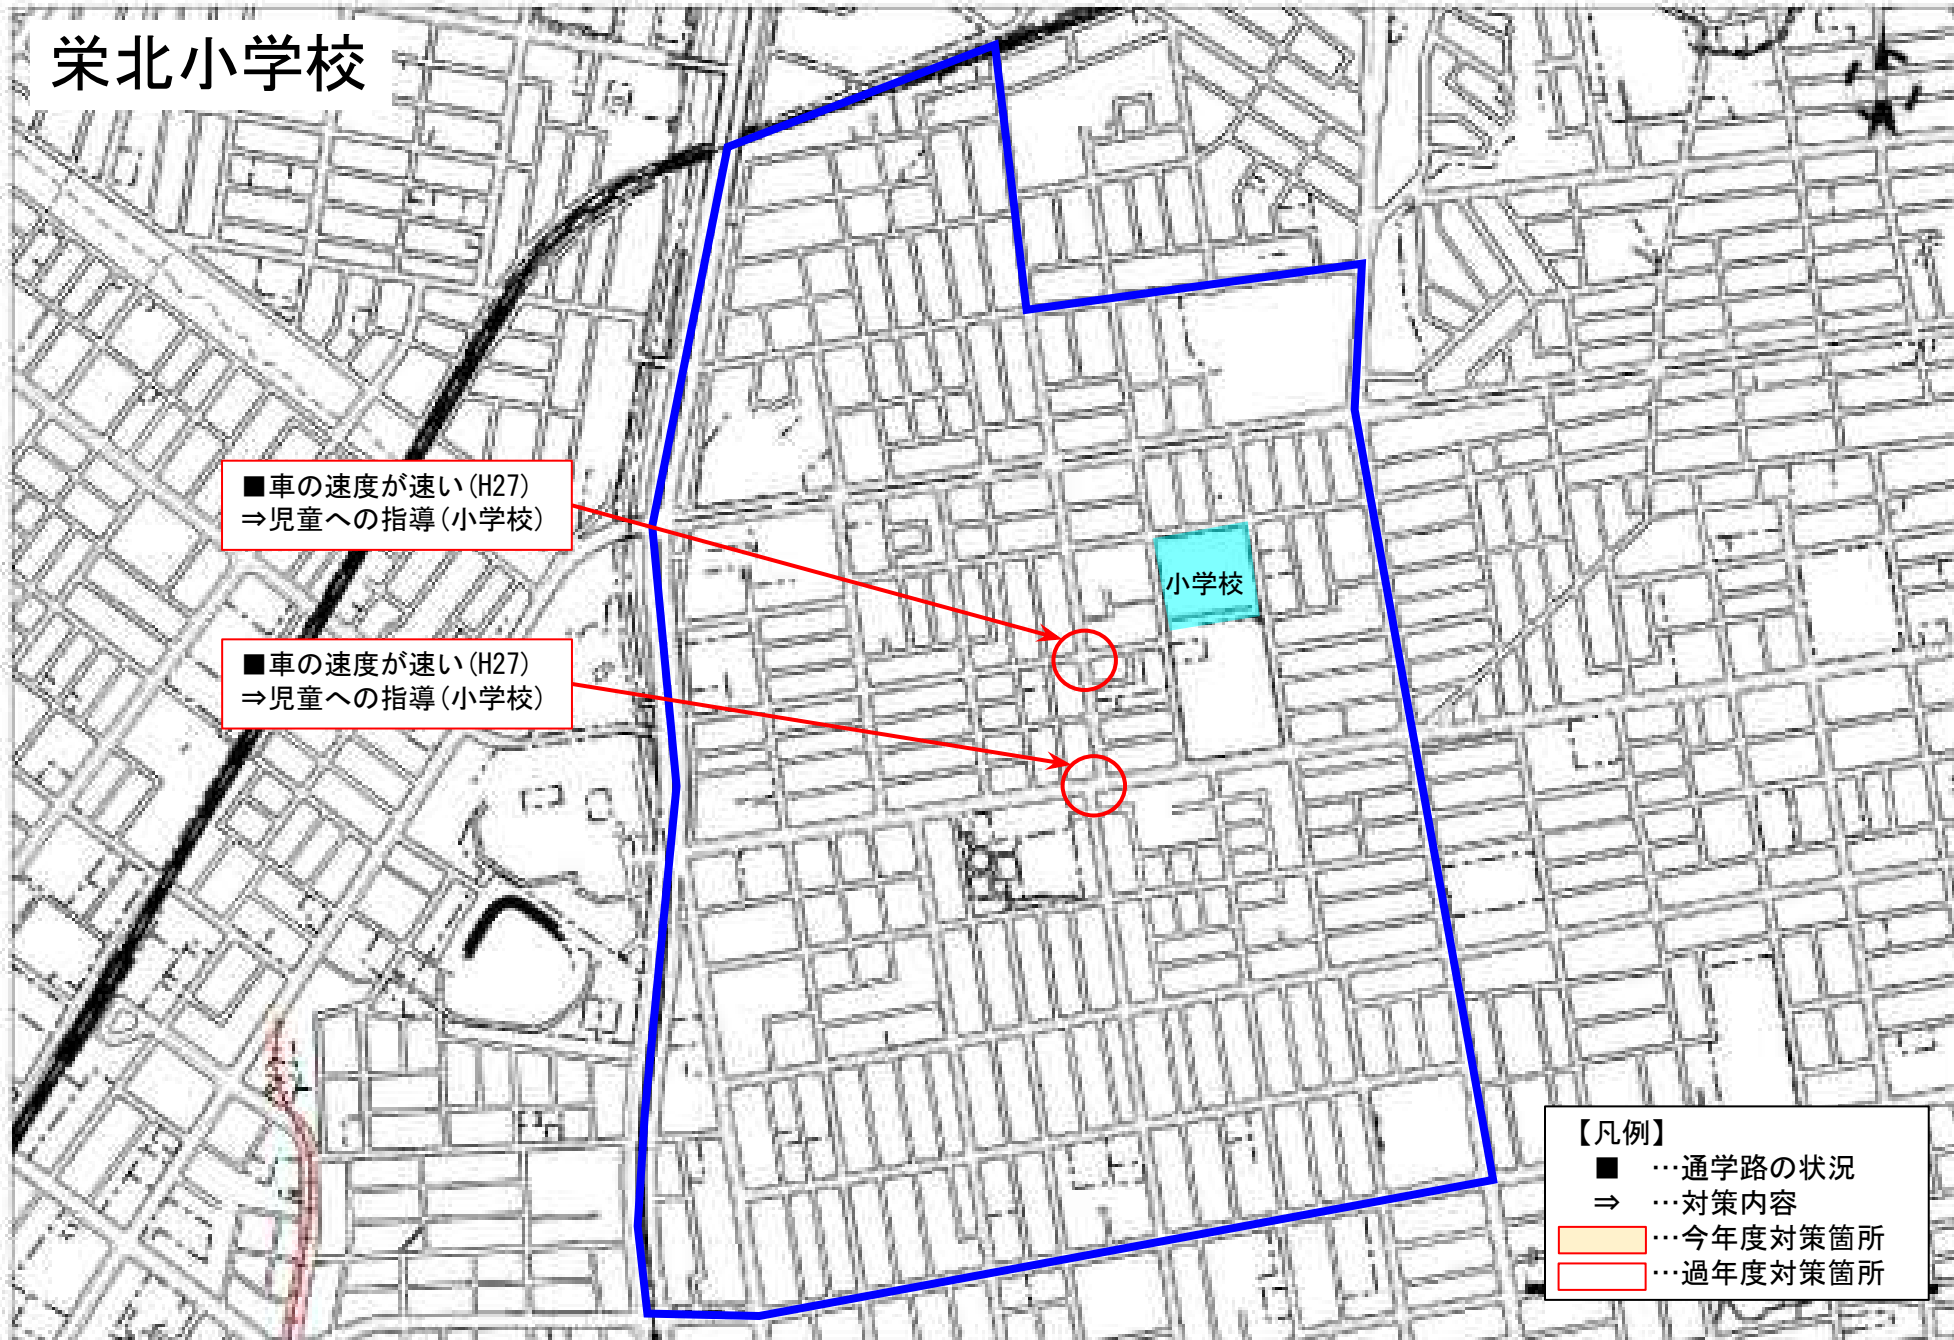 栄北小学校
■車の速度が速い(H27)
⇒児童への指導(小学校)
小学校
■車の速度が速い(H27)
⇒児童への指導(小学校)
【凡例】
■ …通学路の状況
⇒ …対策内容
…今年度対策箇所
…過年度対策箇所